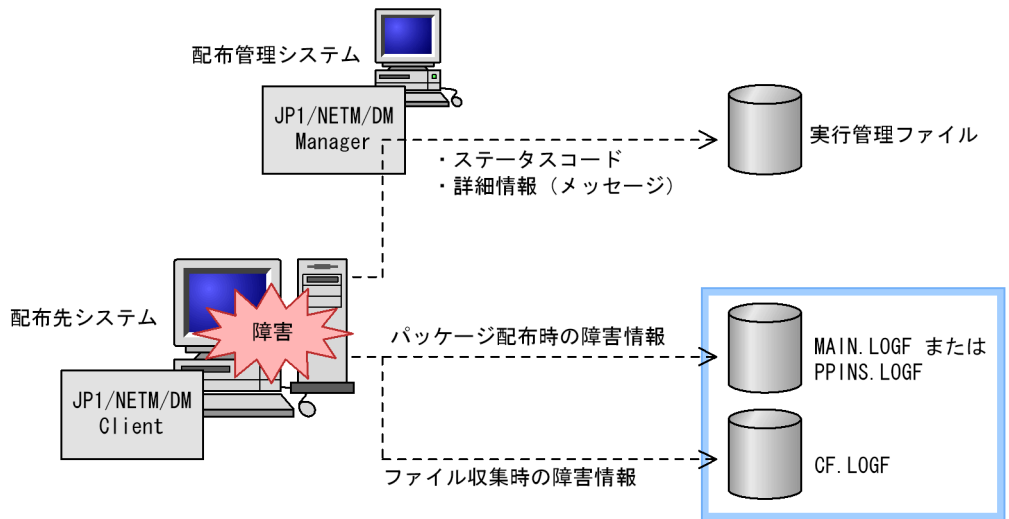 配布管理システム
JP1/NETM/DM
Manager
実行管理ファイル
・ステータスコード
・詳細情報（メッセージ）
配布先システム
障害
パッケージ配布時の障害情報
MAIN.LOGF または
PPINS.LOGF
JP1/NETM/DM
Client
ファイル収集時の障害情報
CF.LOGF